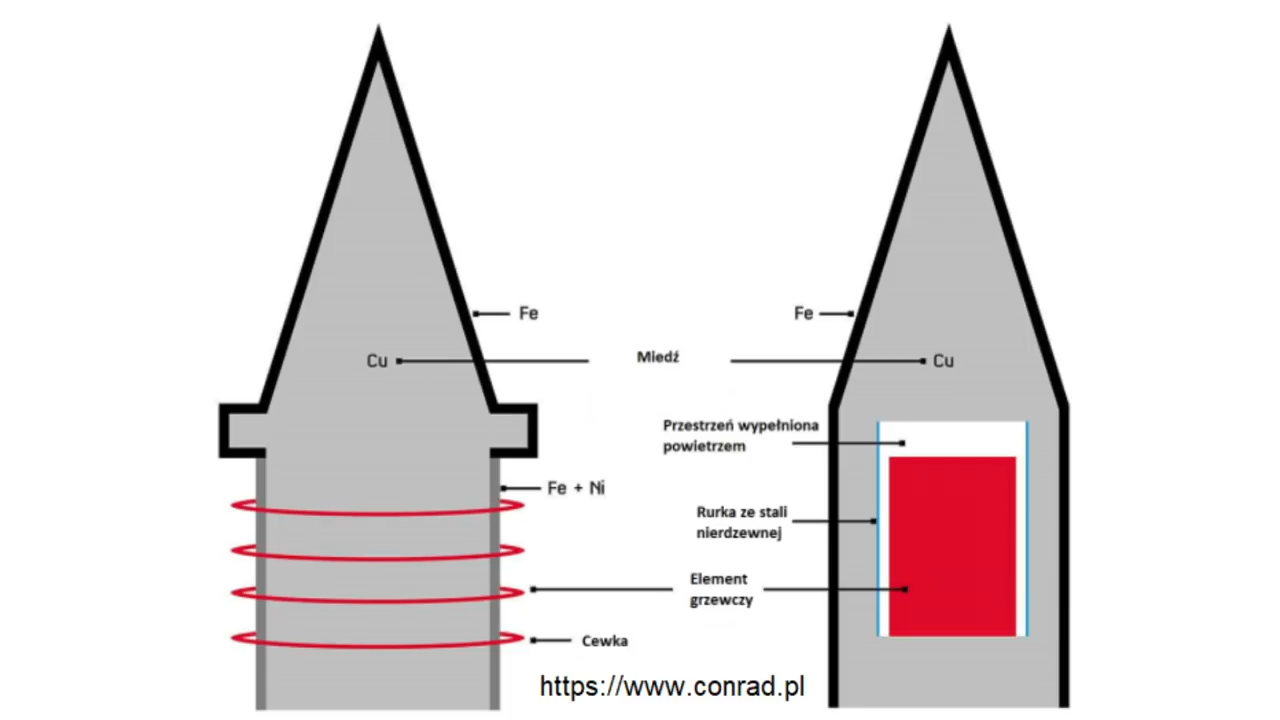 Fe
Fe
Cu
Miedź
Cu
Przestrzeń wypełniona
powietrzem
Fe + Ni
Rurka ze stali
nierdzewnej
Element
grzewczy
Cewka
https://www.conrad.pl